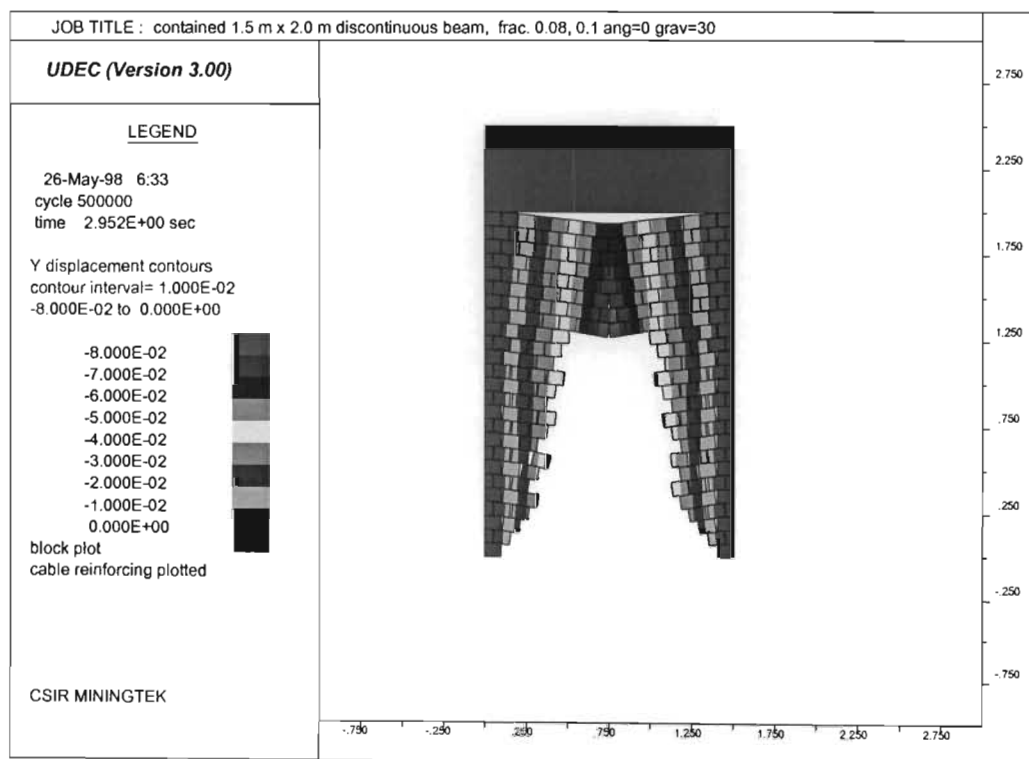 JOB TITLE : contained 1.5 m x 2.0 m discontinuous beam, frac. 0.08, 0.1 ang=0 grav=30
UDEC (Version 3.00)
LEGEND
26-May-98 6:33
cycle 500000
time 2.952E+00 sec
Y displacement contours
contour interval= 1.000E-02
-8.000E-02 to 0.000E+00
-8.000E-02
-7.000E-02
-6.000E-02
-5.000E-02
-4.000E-02
-3.000E-02
-2.000E-02
-1.000E-02
0.000E+00
block plot
cable reinforcing plotted
CSIR MININGTEK
2.750
2.250
1.750
1.250
.750
.250
-.250
-.750
-.750 -.250 .250 .750 1.250 1.750 2.250 2.750